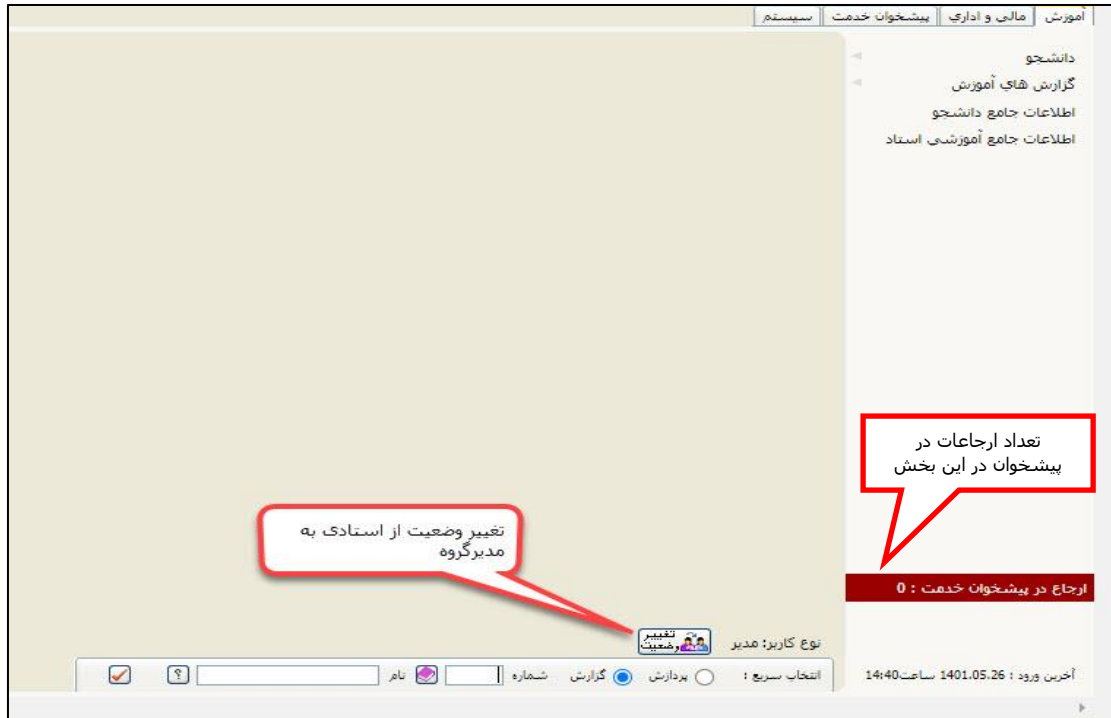 آموزش مالی و اداري پیشخوان خدمت سیستم
دانشجو
گزارش هاي آموزش
اطلاعات جامع دانشجو
اطلاعات جامع آموزشی استاد
تعداد ارجاعات در
پیشخوان در این بخش
تغییر وضعیت از استادی به
مدیرگروه
ارجاع در پیشخوان خدمت : 0
نوع کاربر: مدیر
تغییر
وضعیت
آخرین ورود : 1401.05.26 ساعت14:40
انتخاب سریع : پردازش گزارش شماره نام ؟